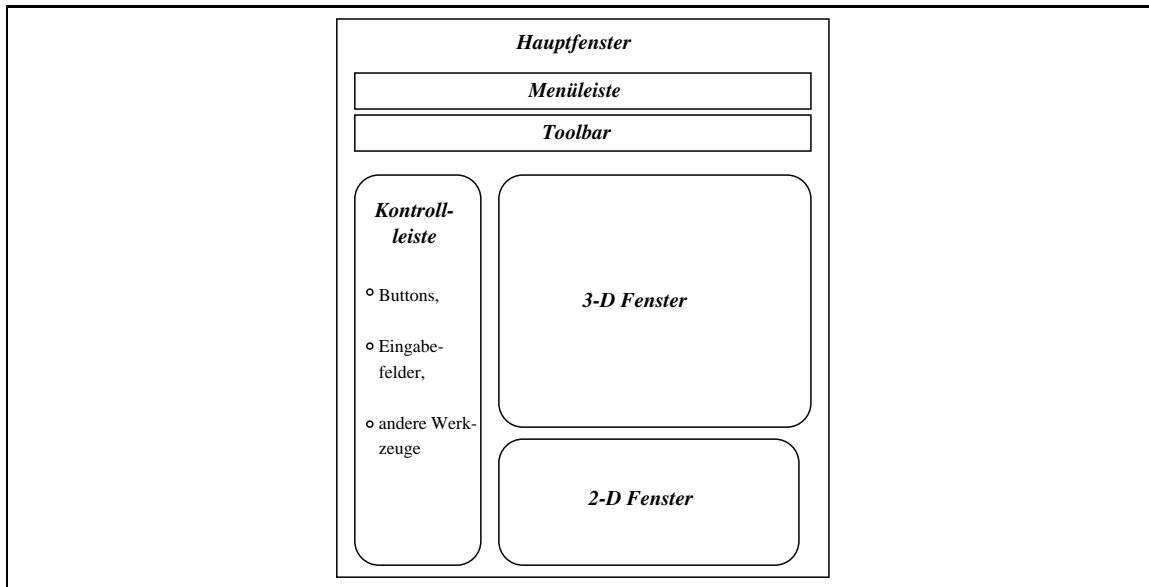 Hauptfenster
Menüleiste
Toolbar
Kontroll-
leiste
Buttons,
Eingabe-
felder,
andere Werk-
zeuge
3-D Fenster
2-D Fenster